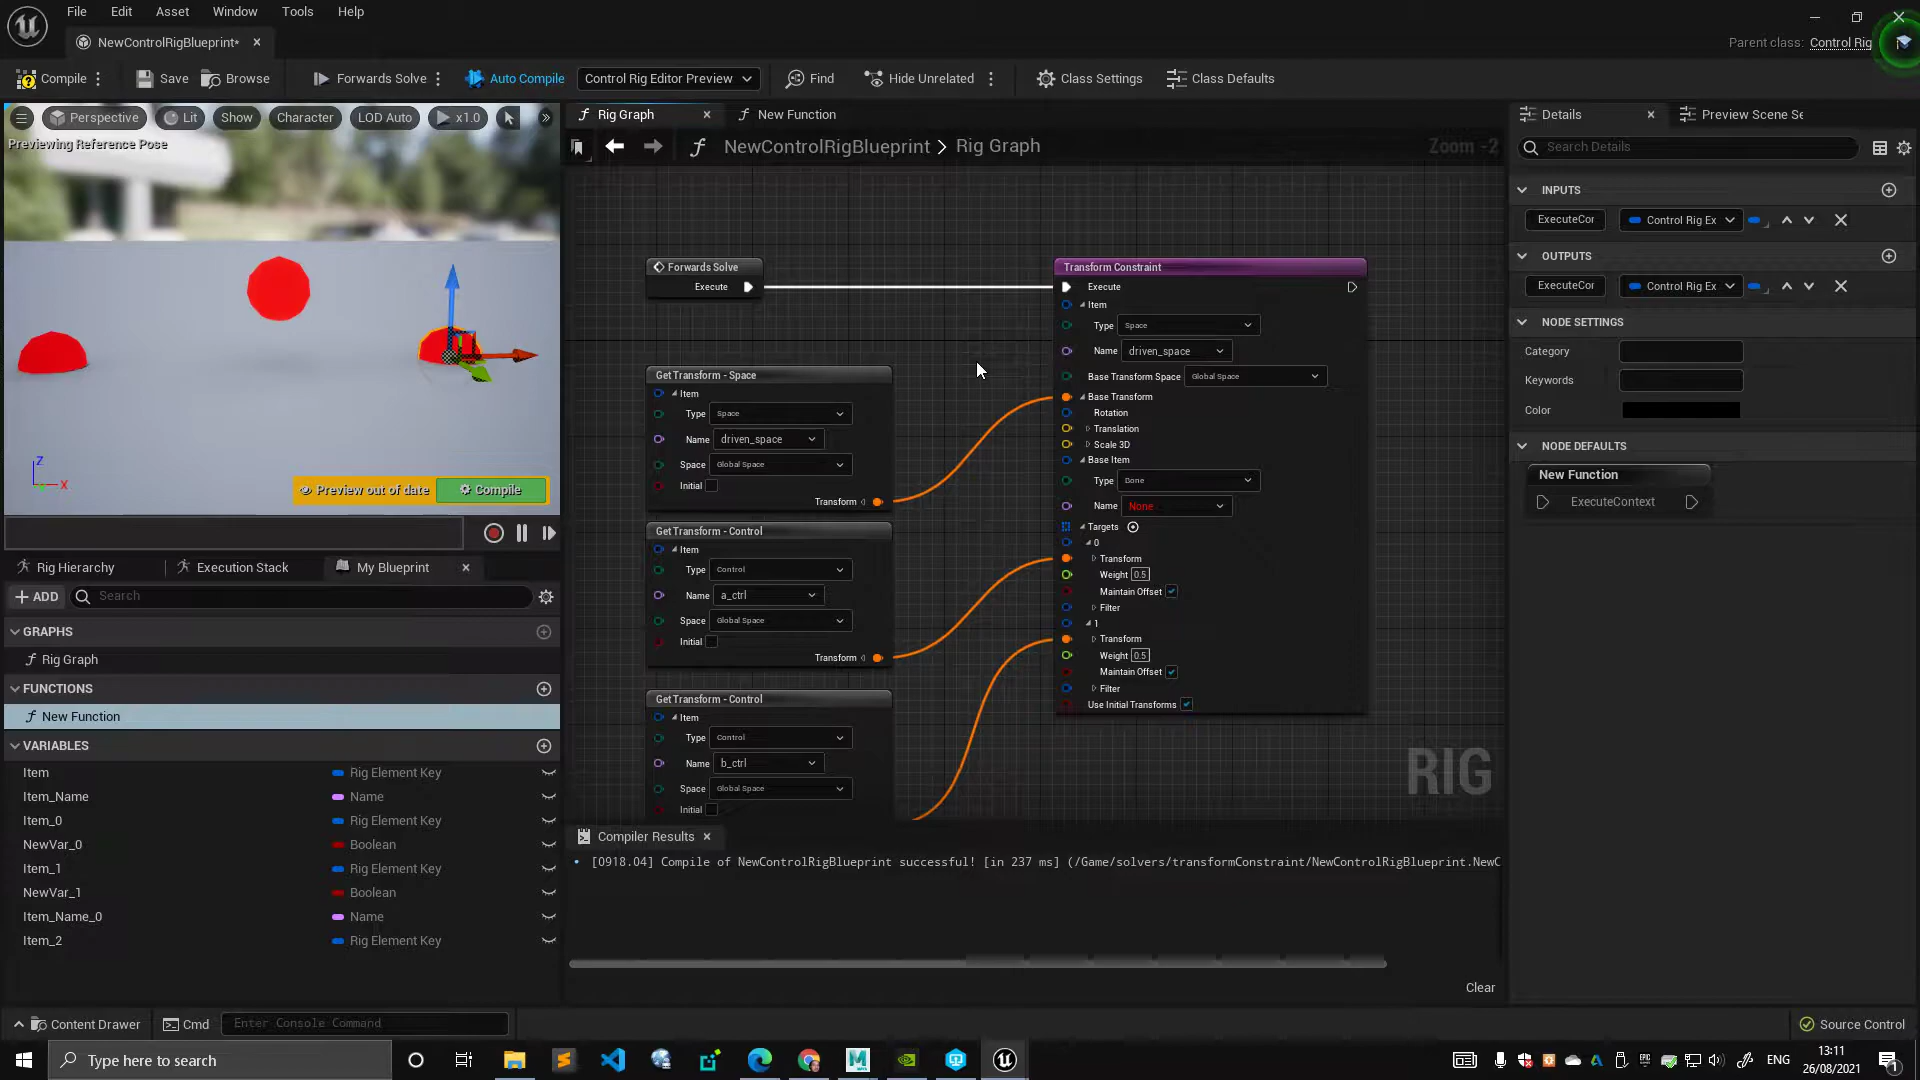 File Edit Asset Window Tools Help
NewControlRigBlueprint*
Parent class: Control Rig
Compile Save Browse Forwards Solve Auto Compile Control Rig Editor Preview Find Hide Unrelated Class Settings Class Defaults
Perspective Lit Show Character LOD Auto x1.0
Previewing Reference Pose
Z
X
Preview out of date Compile
Rig Hierarchy Execution Stack My Blueprint
ADD Search
GRAPHS
Rig Graph
FUNCTIONS
New Function
VARIABLES
Item Rig Element Key
Item_Name Name
Item_0 Rig Element Key
NewVar_0 Boolean
Item_1 Rig Element Key
NewVar_1 Boolean
Item_Name_0 Name
Item_2 Rig Element Key
Rig Graph New Function
NewControlRigBlueprint > Rig Graph Zoom -2
Forwards Solve
Execute
Get Transform - Space
Item
Type Space
Name driven_space
Space Global Space
Initial
Transform
Get Transform - Control
Item
Type Control
Name a_ctrl
Space Global Space
Initial
Transform
Get Transform - Control
Item
Type Control
Name b_ctrl
Space Global Space
Initial
Transform Constraint
Execute
Item
Type Space
Name driven_space
Base Transform Space Global Space
Base Transform
Rotation
Translation
Scale 3D
Base Item
Type Bone
Name None
Targets
0
Transform
Weight 0.5
Maintain Offset
Filter
1
Transform
Weight 0.5
Maintain Offset
Filter
Use Initial Transforms
RIG
Compiler Results
[0918.04] Compile of NewControlRigBlueprint successful! [in 237 ms] (/Game/solvers/transformConstraint/NewControlRigBlueprint.NewC
Clear
Details Preview Scene Se
Search Details
INPUTS
ExecuteCor Control Rig Ex
OUTPUTS
ExecuteCor Control Rig Ex
NODE SETTINGS
Category
Keywords
Color
NODE DEFAULTS
New Function
ExecuteContext
Content Drawer Cmd Enter Console Command Source Control
Type here to search
ENG
13:11
26/08/2021
1